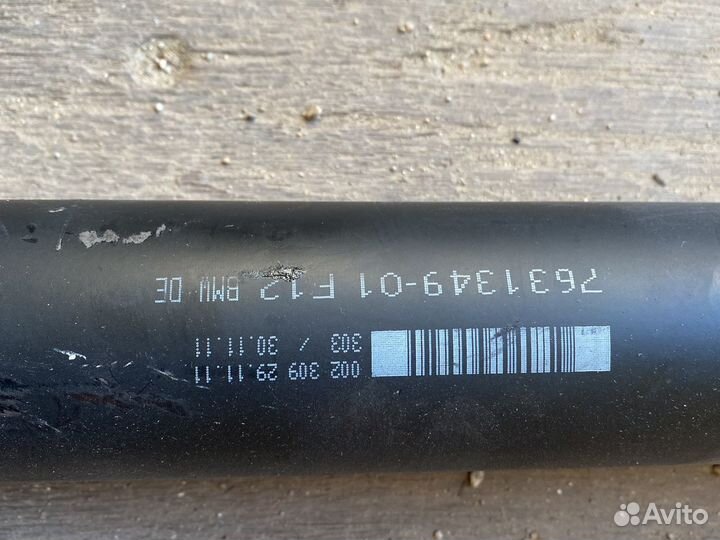 7631349-01 F12 BMW DE
002 309 29.11.11
303 / 30.11.11
Avito